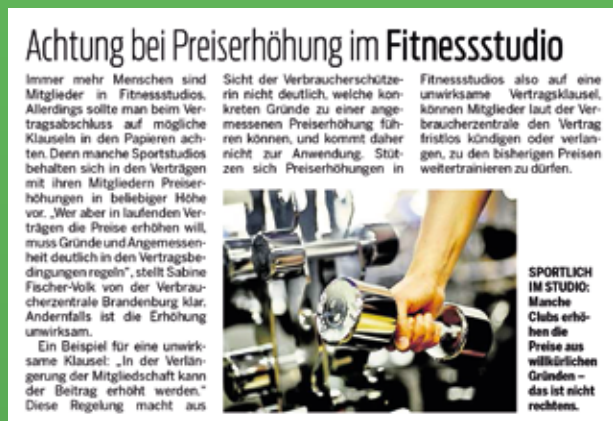 Achtung bei Preiserhöhung im Fitnessstudio
Immer mehr Menschen sind
Mitglieder in Fitnessstudios.
Allerdings sollte man beim Ver-
tragsabschluss auf mögliche
Klauseln in den Papieren ach-
ten. Denn manche Sportstudios
behalten sich in den Verträgen
mit ihren Mitgliedern Preiser-
höhungen in beliebiger Höhe
vor. „Wer aber in laufenden Ver-
trägen die Preise erhöhen will,
muss Gründe und Angemessen-
heit deutlich in den Vertragsbe-
dingungen regeln“, stellt Sabine
Fischer-Volk von der Verbrau-
cherzentrale Brandenburg klar.
Andernfalls ist die Erhöhung
unwirksam.
Ein Beispiel für eine unwirk-
same Klausel: „In der Verlän-
gerung der Mitgliedschaft kann
der Beitrag erhöht werden.“
Diese Regelung macht aus
Sicht der Verbraucherschütze-
rin nicht deutlich, welche kon-
kreten Gründe zu einer ange-
messenen Preiserhöhung füh-
ren können, und kommt daher
nicht zur Anwendung. Stüt-
zen sich Preiserhöhungen in
Fitnessstudios also auf eine
unwirksame Vertragsklausel,
können Mitglieder laut der Ver-
braucherzentrale den Vertrag
fristlos kündigen oder verlan-
gen, zu den bisherigen Preisen
weitertrainieren zu dürfen.
SPORTLICH
IM STUDIO:
Manche
Clubs erhö-
hen die
Preise aus
willkürlichen
Gründen –
das ist nicht
rechtens.